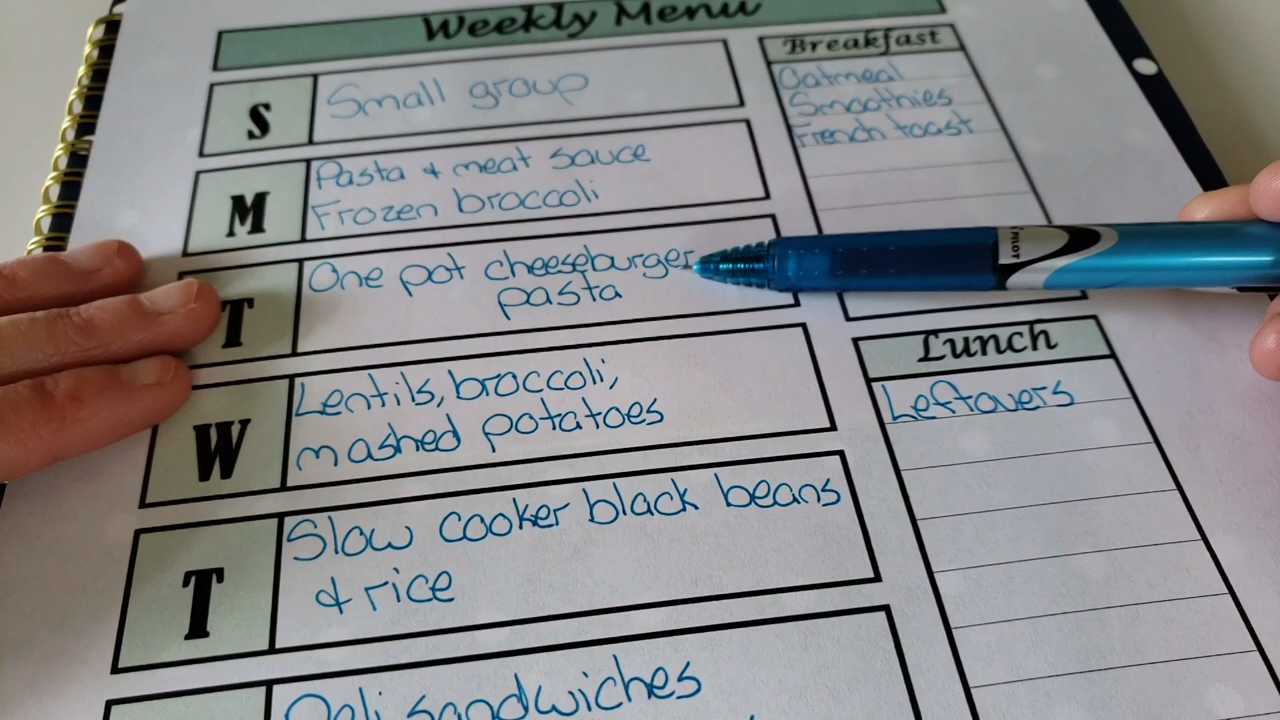 Weekly Menu
S
Small group
M
Pasta & meat sauce
Frozen broccoli
T
One pot cheeseburger
pasta
W
Lentils, broccoli,
mashed potatoes
T
Slow cooker black beans
& rice
Deli sandwiches
Breakfast
Oatmeal
Smoothies
French toast
Lunch
Leftovers
PILOT